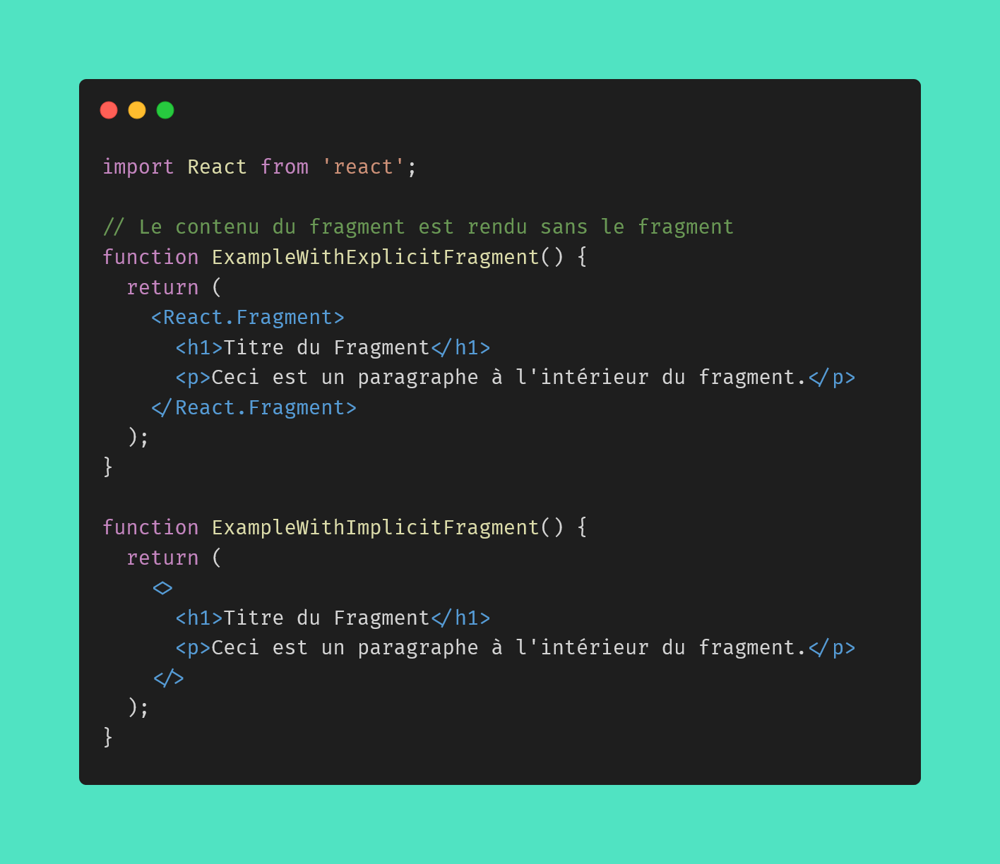 import React from 'react';
// Le contenu du fragment est rendu sans le fragment
function ExampleWithExplicitFragment() {
  return (
    <React.Fragment>
      <h1>Titre du Fragment</h1>
      <p>Ceci est un paragraphe à l'intérieur du fragment.</p>
    </React.Fragment>
  );
}
function ExampleWithImplicitFragment() {
  return (
    <>
      <h1>Titre du Fragment</h1>
      <p>Ceci est un paragraphe à l'intérieur du fragment.</p>
    </>
  );
}